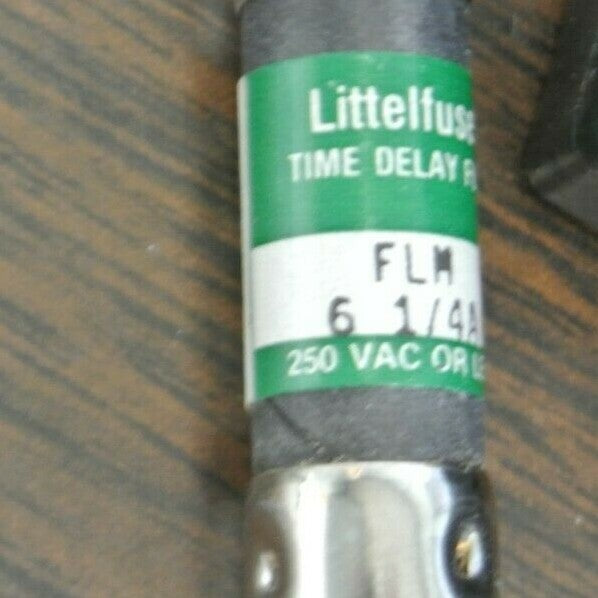 Littelfuse
TIME DELAY
FLM
6 1/4A
250 VAC OR